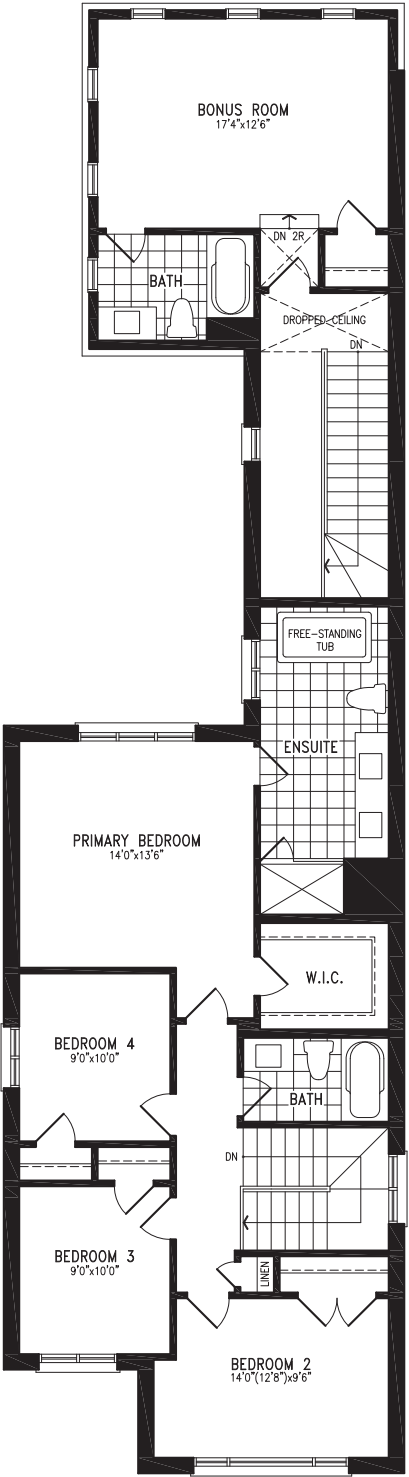 BONUS ROOM
17'4"x12'6"
DN 2R
BATH
DROPPED CEILING
DN
FREE-STANDING
TUB
ENSUITE
PRIMARY BEDROOM
14'0"x13'6"
W.I.C.
BEDROOM 4
9'0"x10'0"
BATH
DN
BEDROOM 3
9'0"x10'0"
LINEN
BEDROOM 2
14'0"(12'8")x9'6"